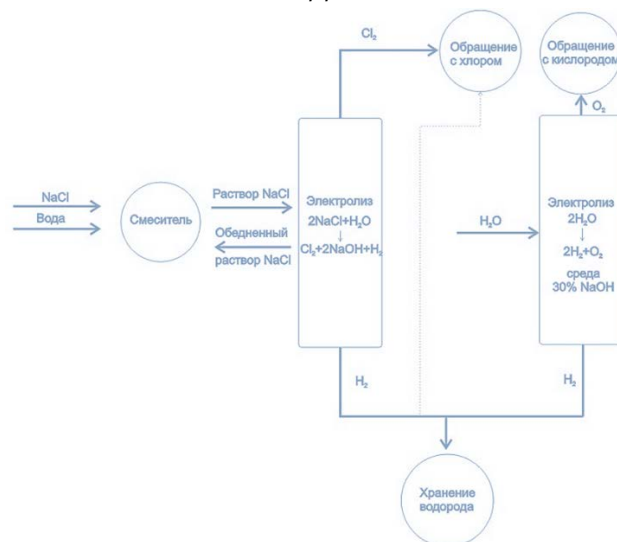 Cl₂
Обращение
с хлором
Обращение
с кислородом
O₂
NaCl
Вода
Смеситель
Раствор NaCl
Обедненный
раствор NaCl
Электролиз
2NaCl+H₂O
↓
Cl₂+2NaOH+H₂
H₂O
Электролиз
2H₂O
↓
2H₂+O₂
среда
30% NaOH
H₂
H₂
Хранение
водорода